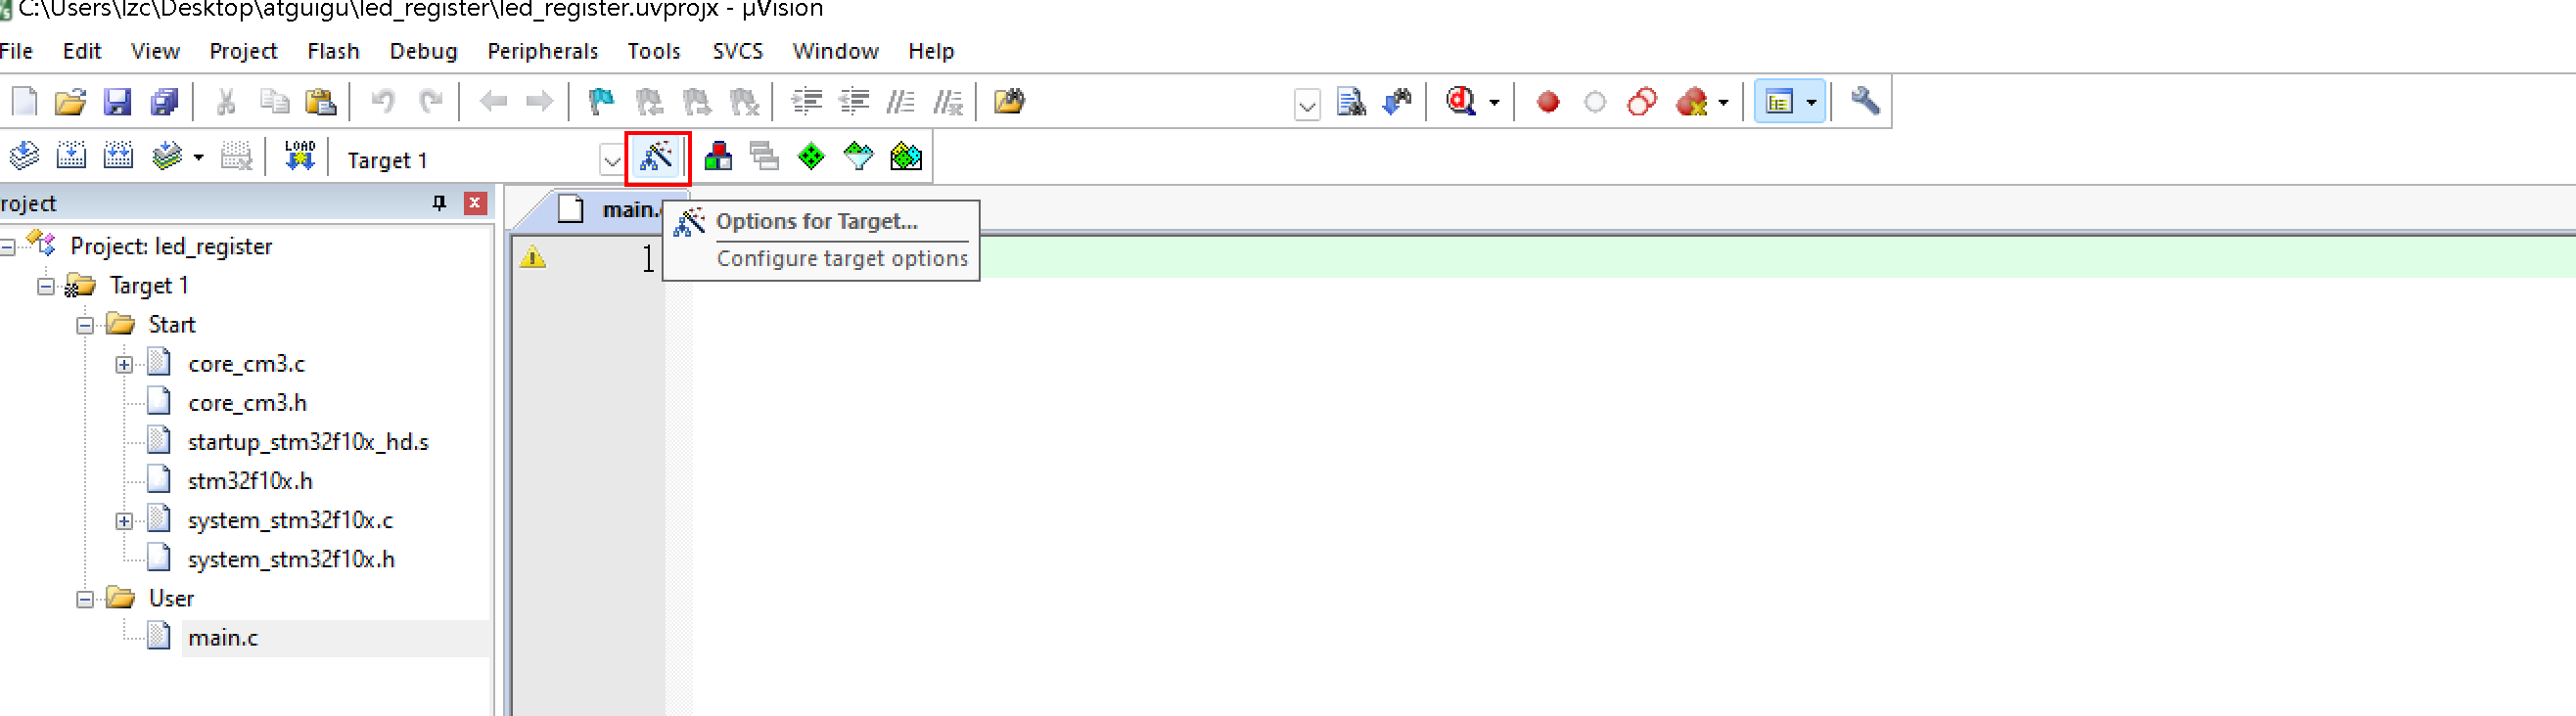 C:\Users\lzc\Desktop\atguigu\led_register\led_register.uvprojx - µVision
File Edit View Project Flash Debug Peripherals Tools SVCS Window Help
LOAD
Target 1
roject
main.
Options for Target...
Configure target options
1
Project: led_register
Target 1
Start
core_cm3.c
core_cm3.h
startup_stm32f10x_hd.s
stm32f10x.h
system_stm32f10x.c
system_stm32f10x.h
User
main.c